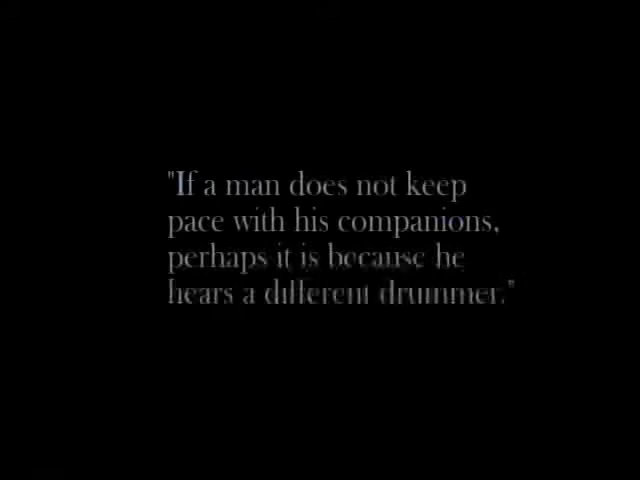 "If a man does not keep
pace with his companions,
perhaps it is because he
hears a different drummer."